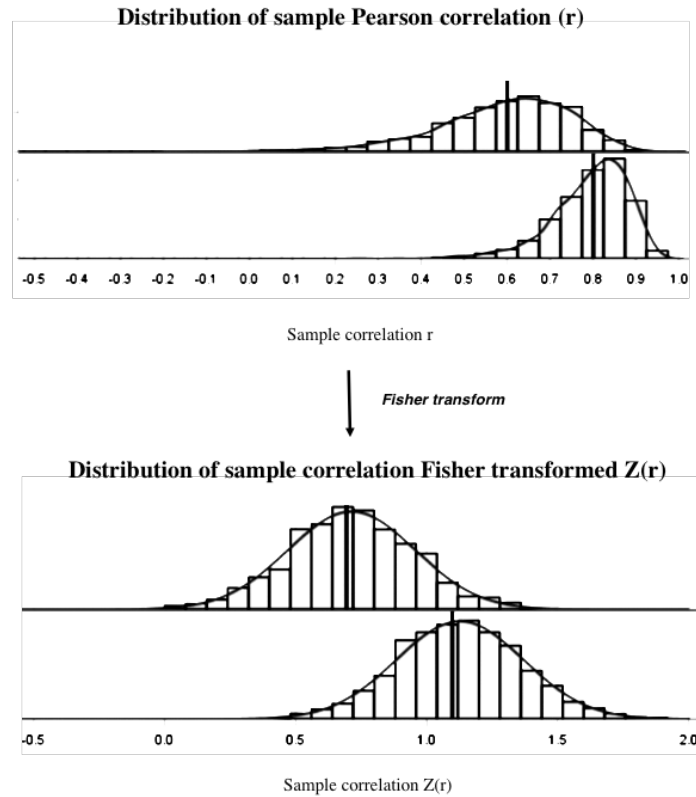 Distribution of sample Pearson correlation (r)
-0.5 -0.4 -0.3 -0.2 -0.1 0.0 0.1 0.2 0.3 0.4 0.5 0.6 0.7 0.8 0.9 1.0
Sample correlation r
Fisher transform
Distribution of sample correlation Fisher transformed Z(r)
-0.5 0.0 0.5 1.0 1.5 2.0
Sample correlation Z(r)